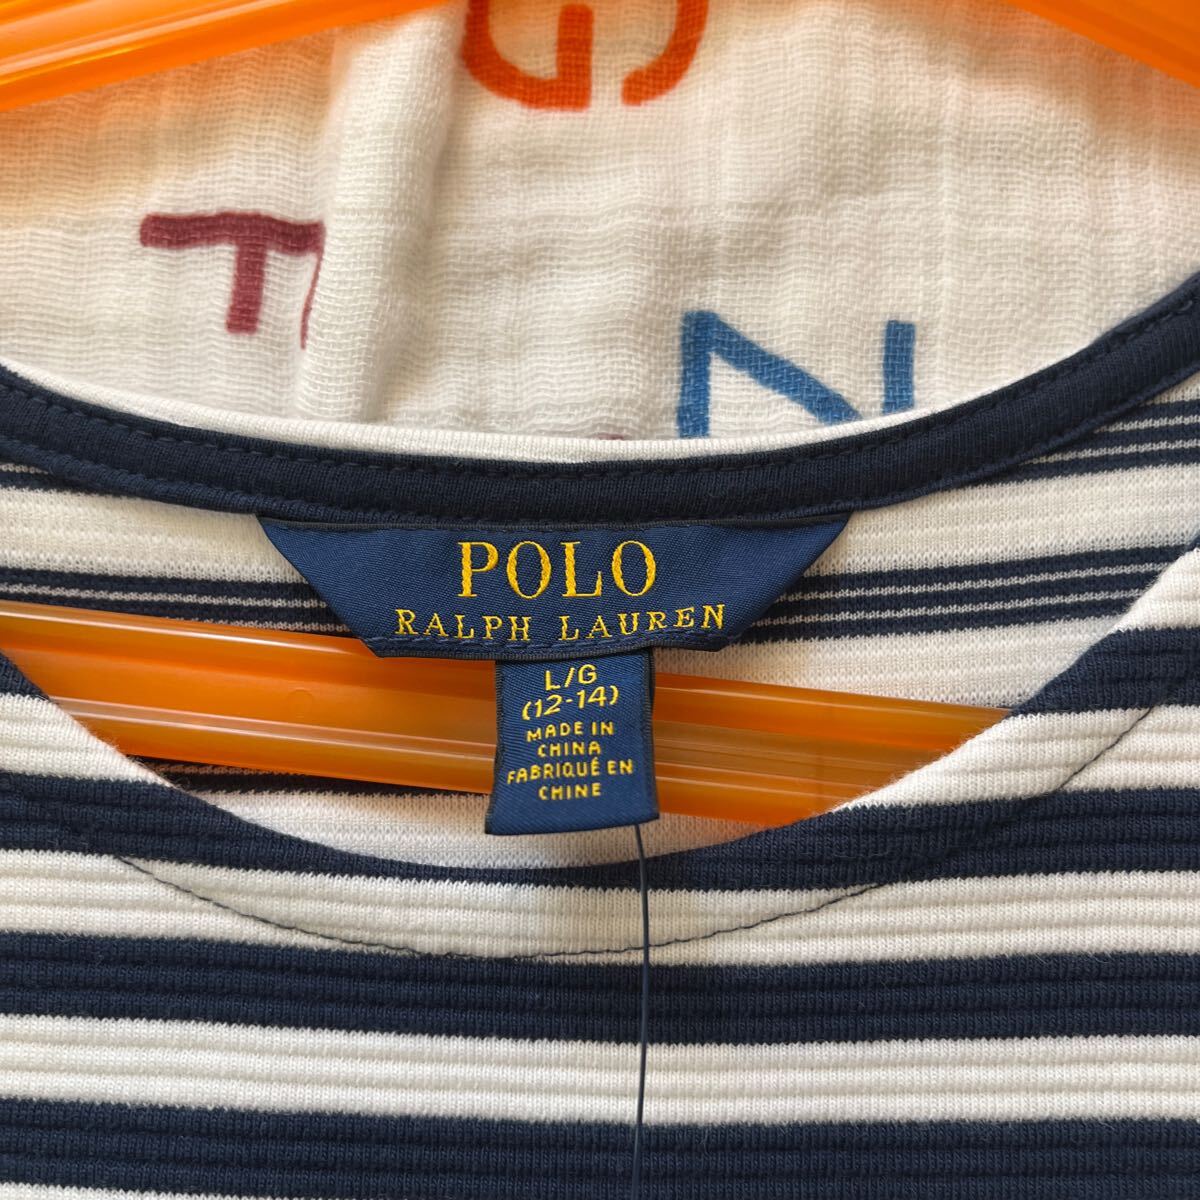 POLO
RALPH LAUREN
L/G
(12-14)
MADE IN
CHINA
FABRIQUÉ EN
CHINE